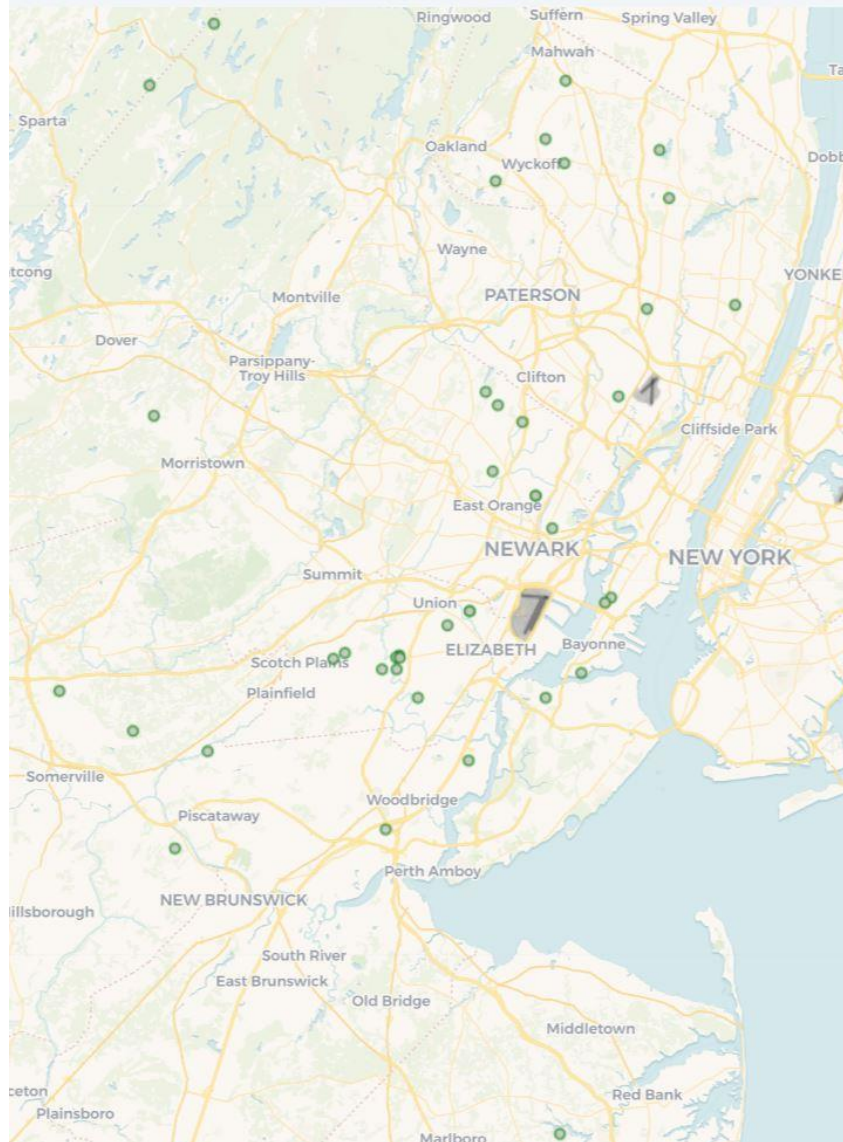 Ringwood
Suffern
Spring Valley
Mahwah
Ta
Sparta
Oakland
Wyckoff
Dobb
Wayne
tcong
Montville
PATERSON
YONKE
Dover
Parsippany-
Troy Hills
Clifton
Cliffside Park
Morristown
East Orange
NEWARK
NEW YORK
Summit
Union
ELIZABETH
Bayonne
Scotch Plains
Plainfield
Somerville
Woodbridge
Piscataway
Perth Amboy
NEW BRUNSWICK
illsborough
South River
East Brunswick
Old Bridge
Middletown
ceton
Plainsboro
Red Bank
Marlboro